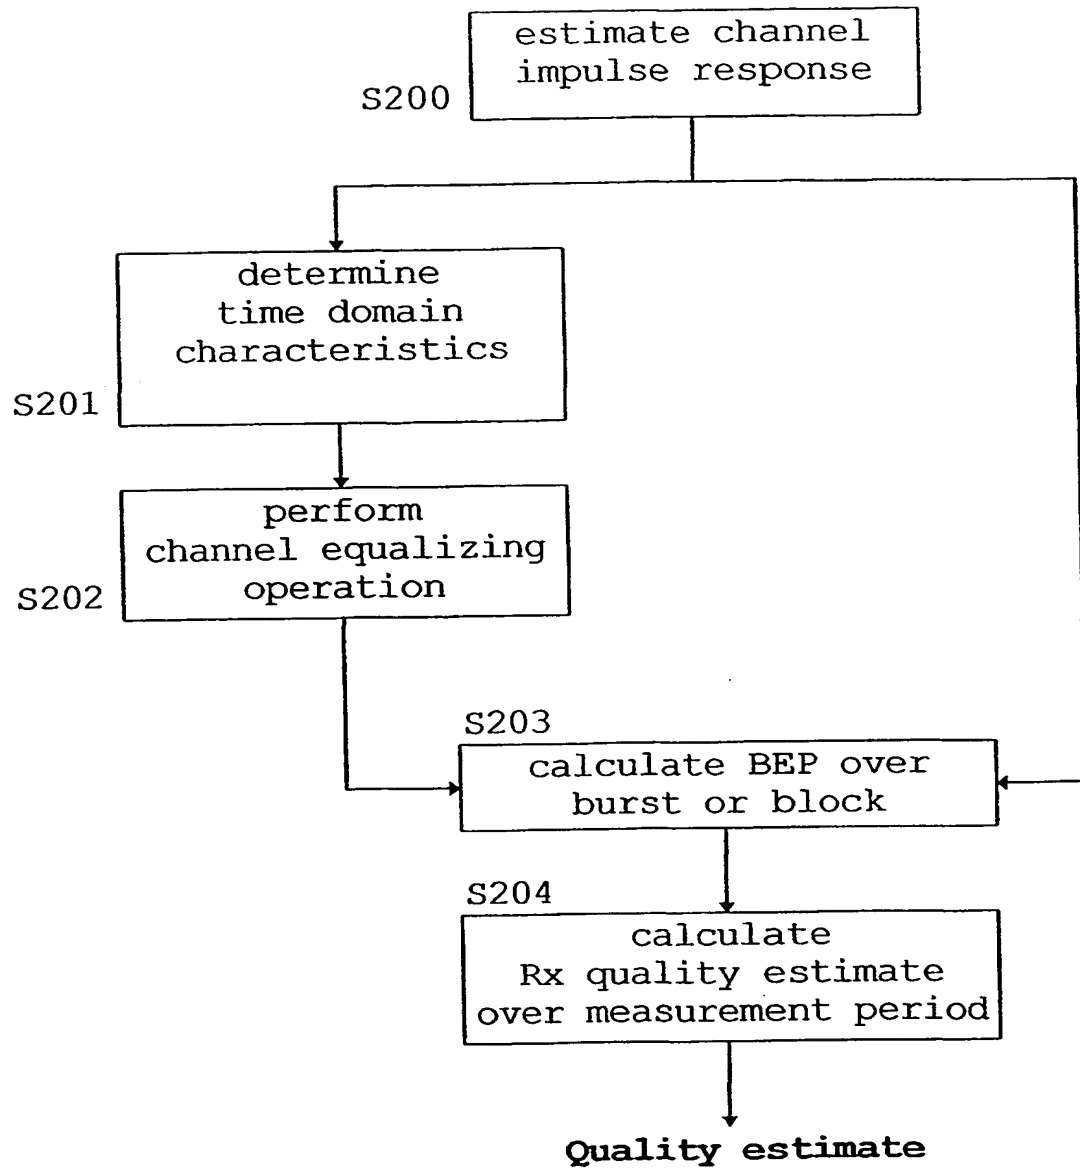 estimate channel
impulse response
S200
determine
time domain
characteristics
S201
perform
channel equalizing
operation
S202
S203
calculate BEP over
burst or block
S204
calculate
Rx quality estimate
over measurement period
Quality estimate